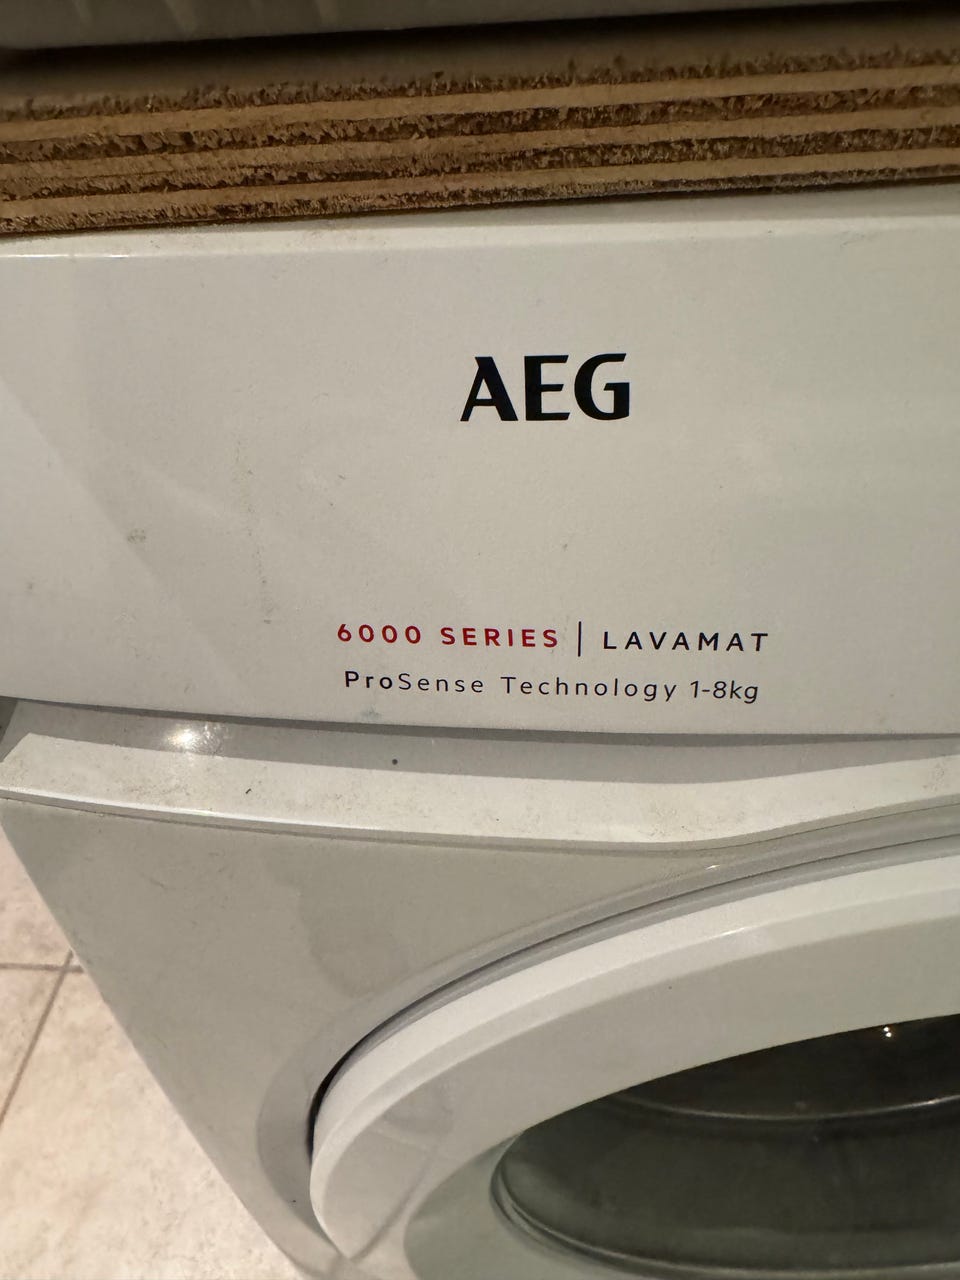 AEG
6000 SERIES | LAVAMAT
ProSense Technology 1-8kg